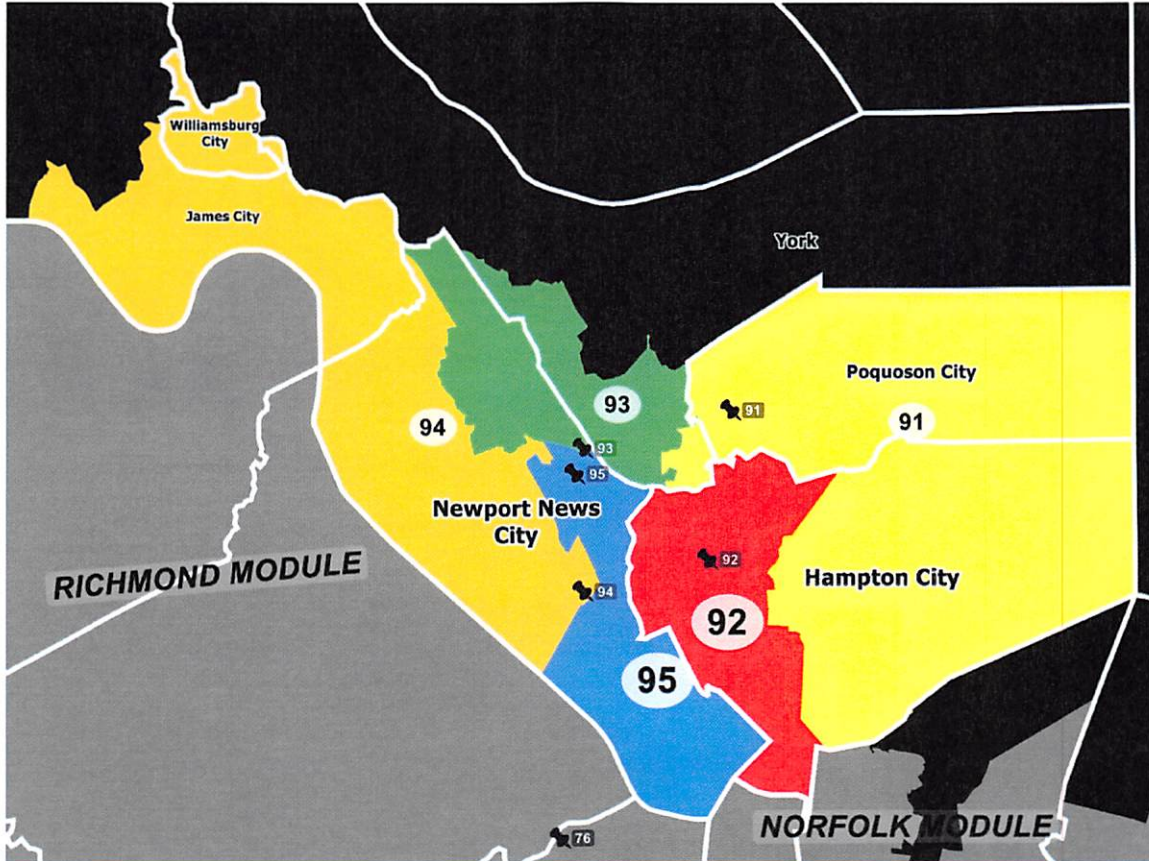 Williamsburg
City
James City
York
Poquoson City
91
93
91
94
93
95
Newport News
City
92
Hampton City
RICHMOND MODULE
94
92
95
NORFOLK MODULE
76